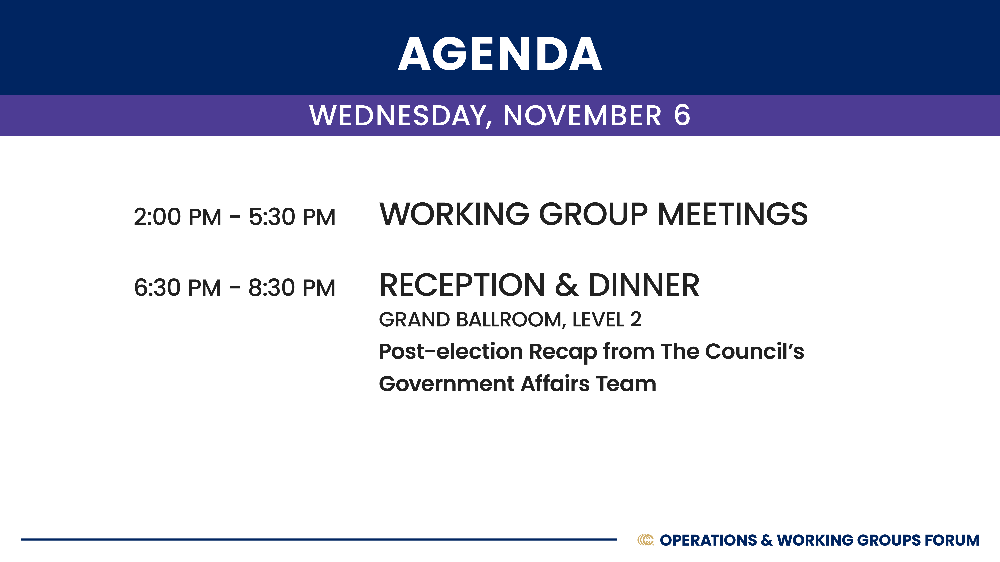 AGENDA
WEDNESDAY, NOVEMBER 6
2:00 PM - 5:30 PM WORKING GROUP MEETINGS
6:30 PM - 8:30 PM RECEPTION & DINNER
GRAND BALLROOM, LEVEL 2
Post-election Recap from The Council’s
Government Affairs Team
OPERATIONS & WORKING GROUPS FORUM